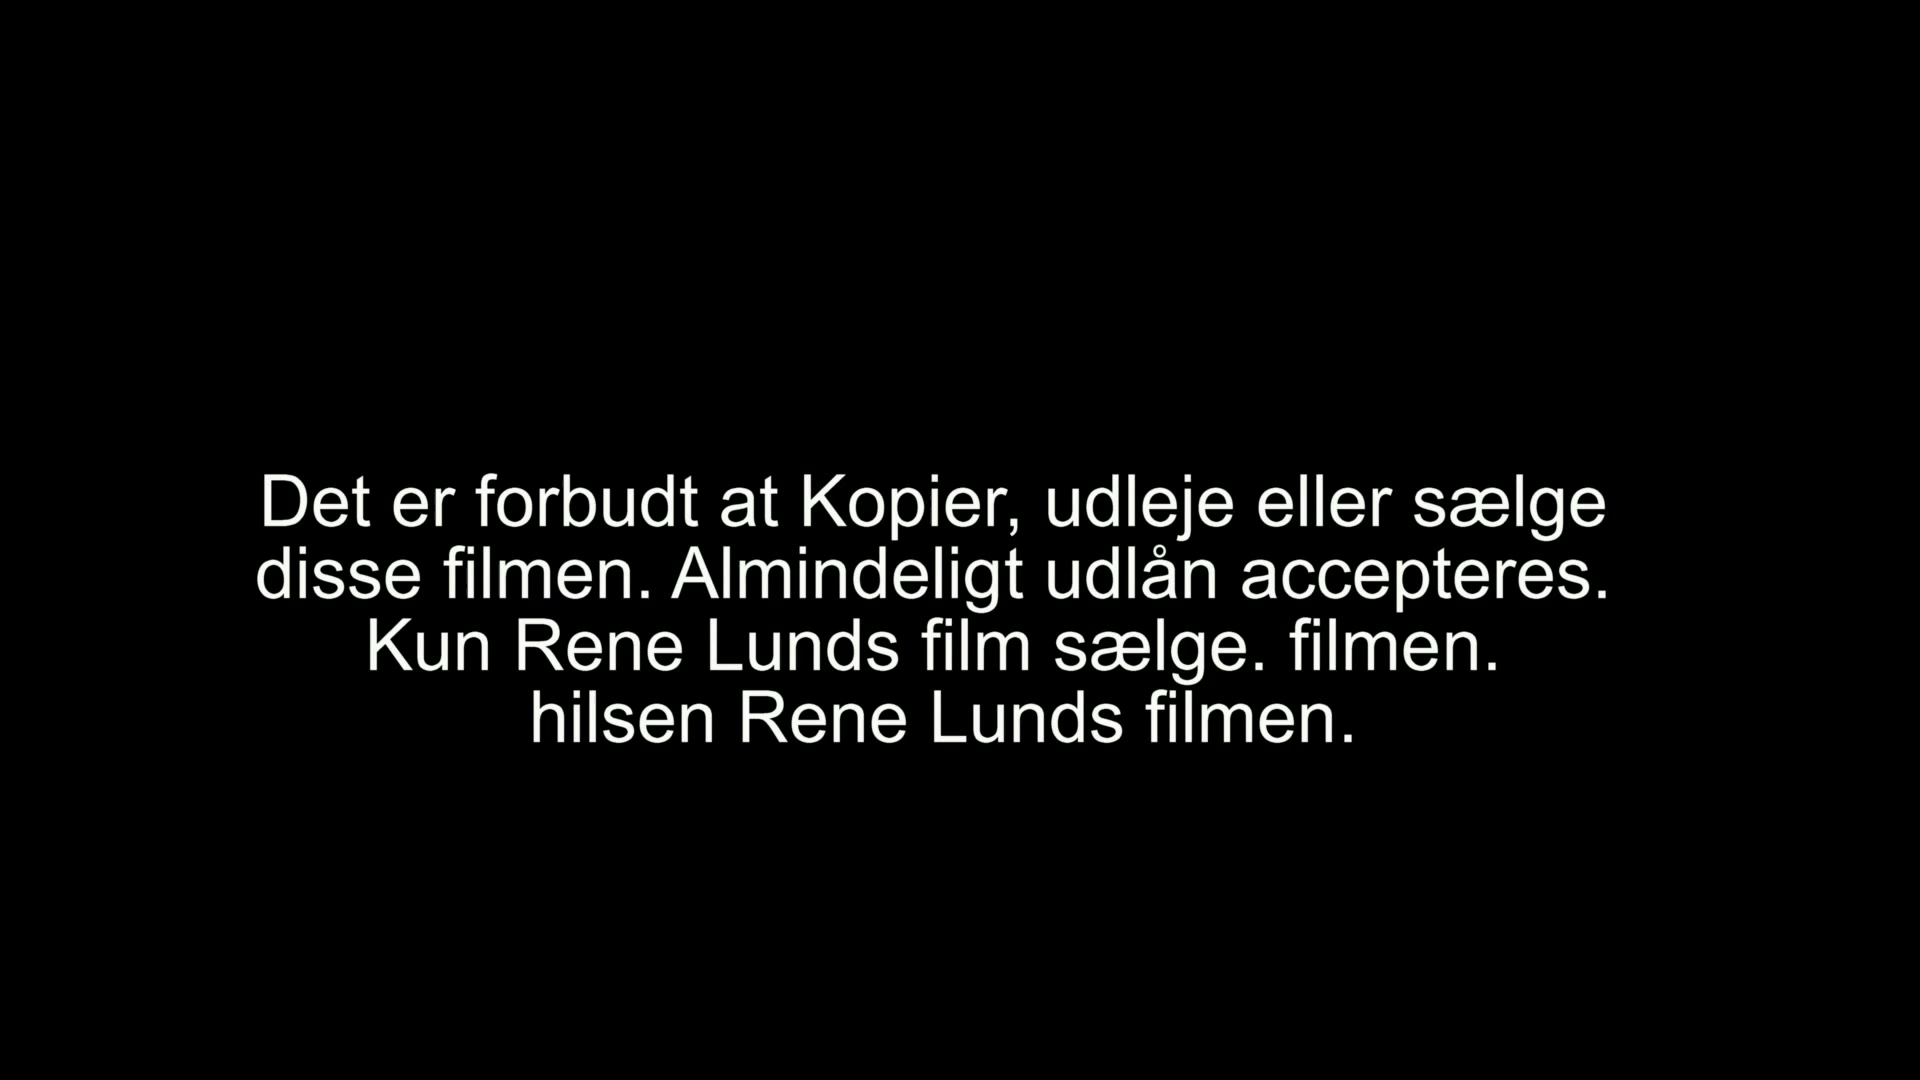 Det er forbudt at Kopier, udleje eller sælge
disse filmen. Almindeligt udlån accepteres.
Kun Rene Lunds film sælge. filmen.
hilsen Rene Lunds filmen.